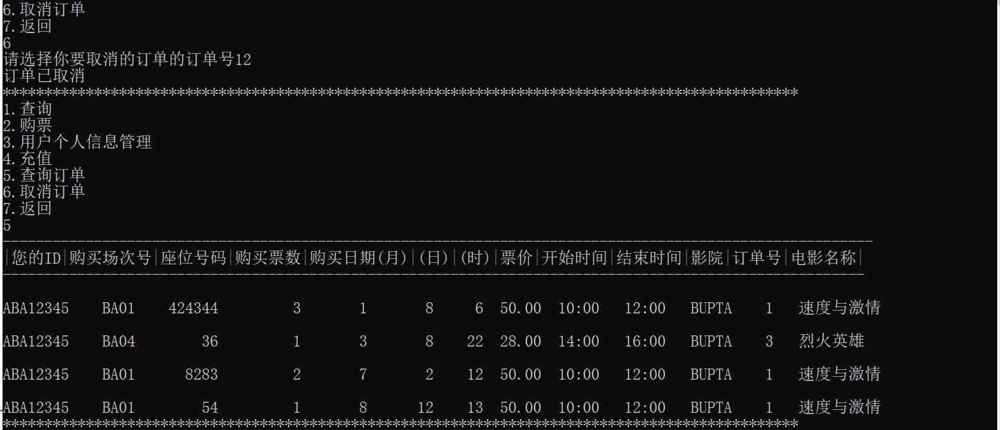 6.取消订单
7.返回
6
请选择你要取消的订单的订单号12
订单已取消
************************************************************************************************
1.查询
2.购票
3.用户个人信息管理
4.充值
5.查询订单
6.取消订单
7.返回
5
---------------------------------------------------------------------------------------------------------
|您的ID|购买场次号|座位号码|购买票数|购买日期(月)|(日)|(时)|票价|开始时间|结束时间|影院|订单号|电影名称|
--------------------------------------------------------------------------------------------------------
ABA12345    BA01    424344         3       1       8     6  50.00  10:00   12:00   BUPTA    1   速度与激情
ABA12345    BA04        36         1       3       8    22  28.00  14:00   16:00   BUPTA    3   烈火英雄
ABA12345    BA01      8283         2       7       2    12  50.00  10:00   12:00   BUPTA    1   速度与激情
ABA12345    BA01        54         1       8      12    13  50.00  10:00   12:00   BUPTA    1   速度与激情
************************************************************************************************